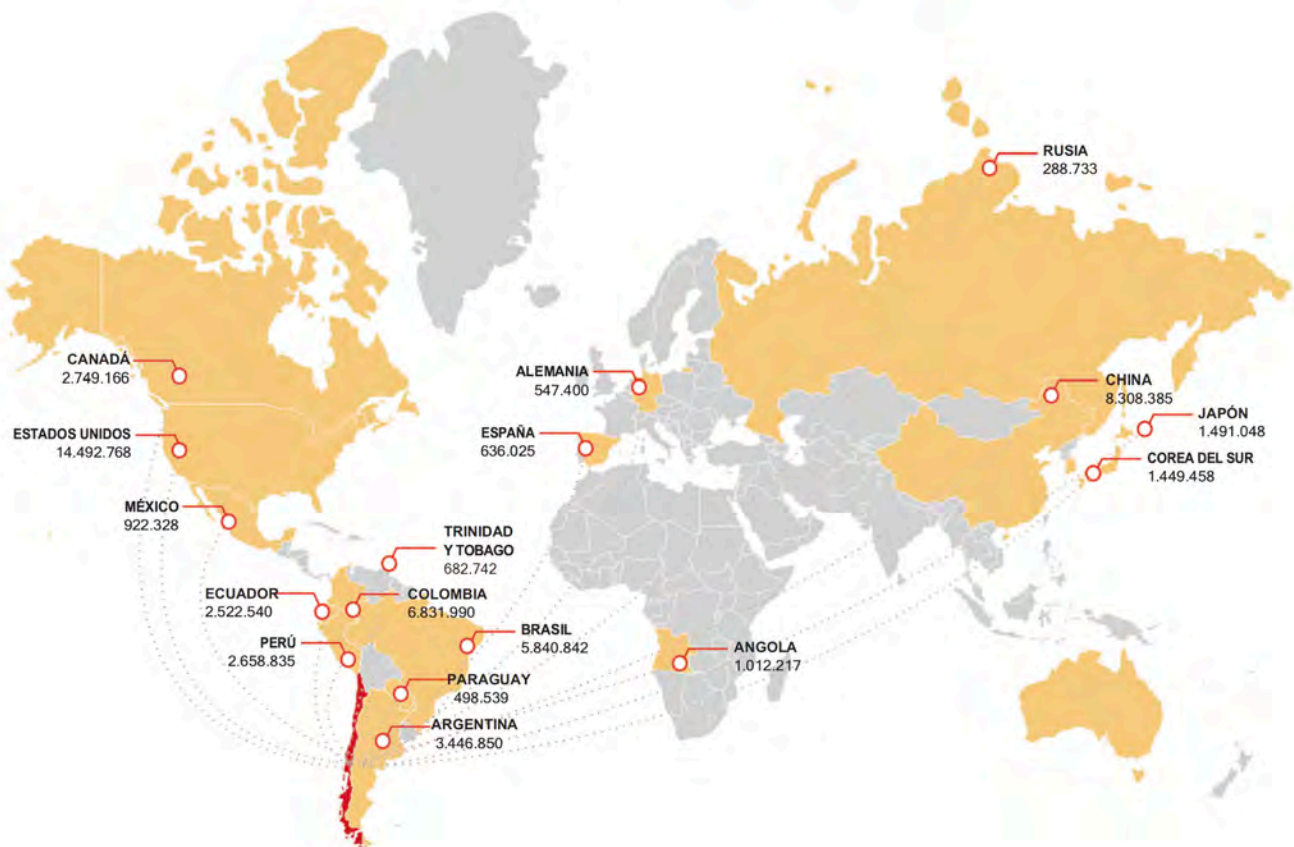 RUSIA
288.733
CANADÁ
2.749.166
ALEMANIA
547.400
CHINA
8.308.385
JAPÓN
1.491.048
ESTADOS UNIDOS
14.492.768
ESPAÑA
636.025
COREA DEL SUR
1.449.458
MÉXICO
922.328
TRINIDAD
Y TOBAGO
682.742
ECUADOR
2.522.540
COLOMBIA
6.831.990
BRASIL
5.840.842
PERÚ
2.658.835
ANGOLA
1.012.217
PARAGUAY
498.539
ARGENTINA
3.446.850